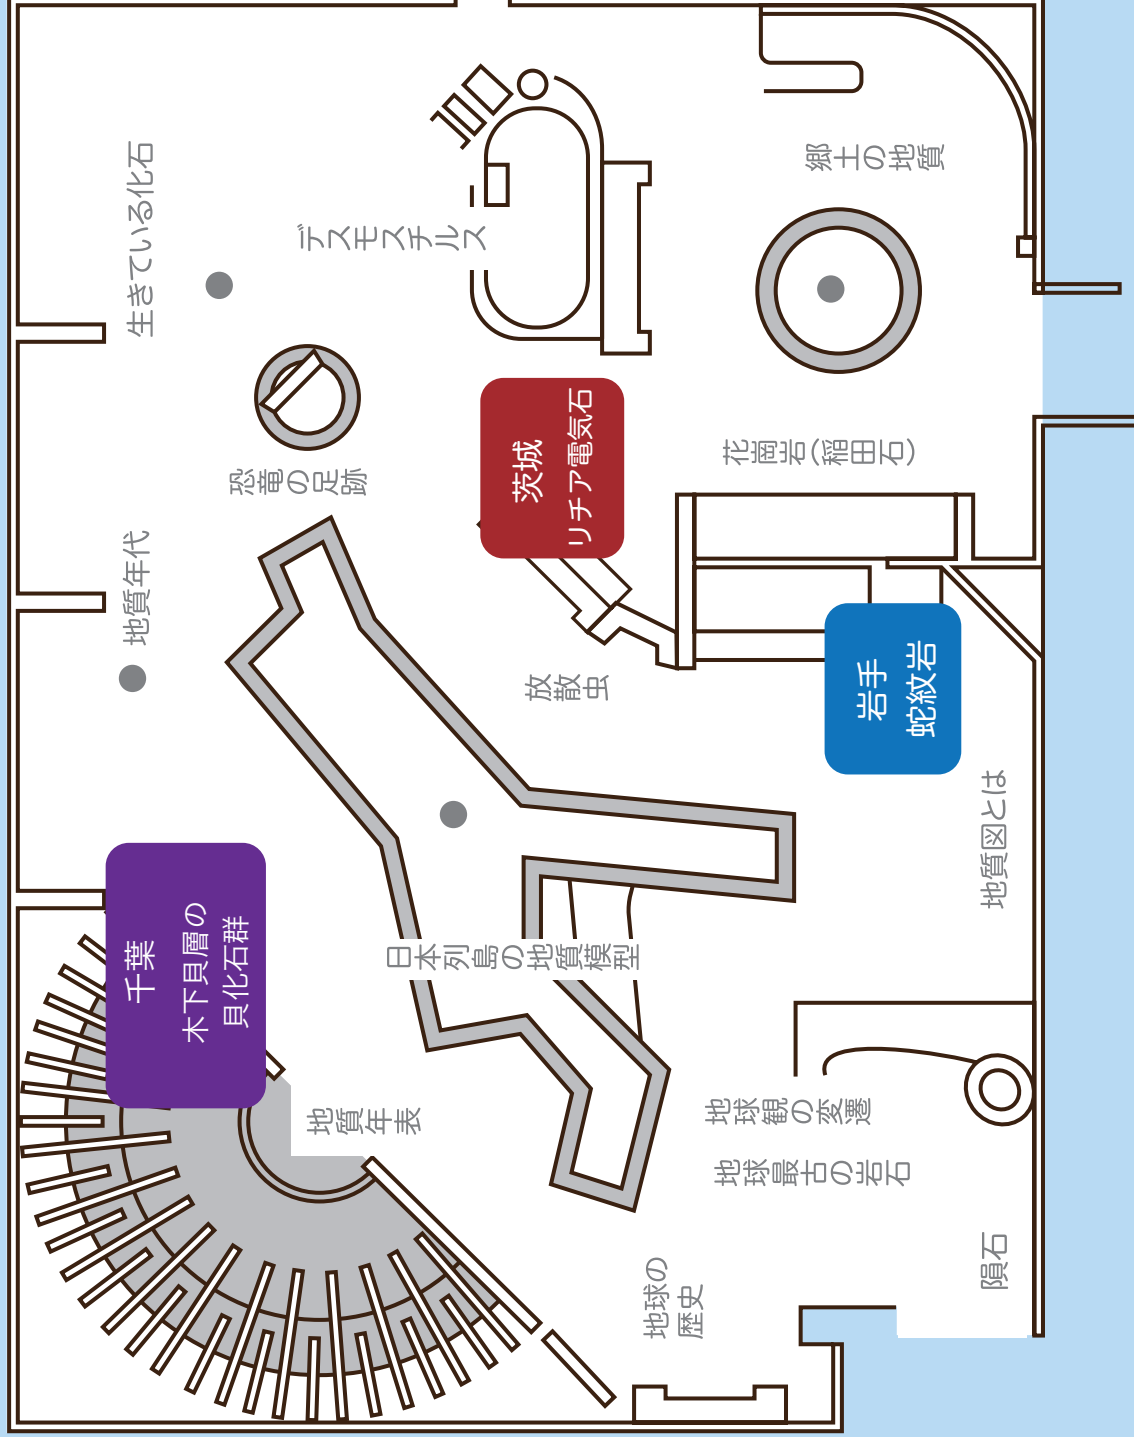 生きている化石
デスモスチルス
郷土の地質
恐竜の足跡
茨城
リチア電気石
花崗岩(稲田石)
地質年代
放散虫
岩手
蛇紋岩
地質図とは
千葉
木下貝層の
貝化石群
日本列島の地質模型
地質年表
地球観の変遷
地球最古の岩石
地球の
歴史
隕石